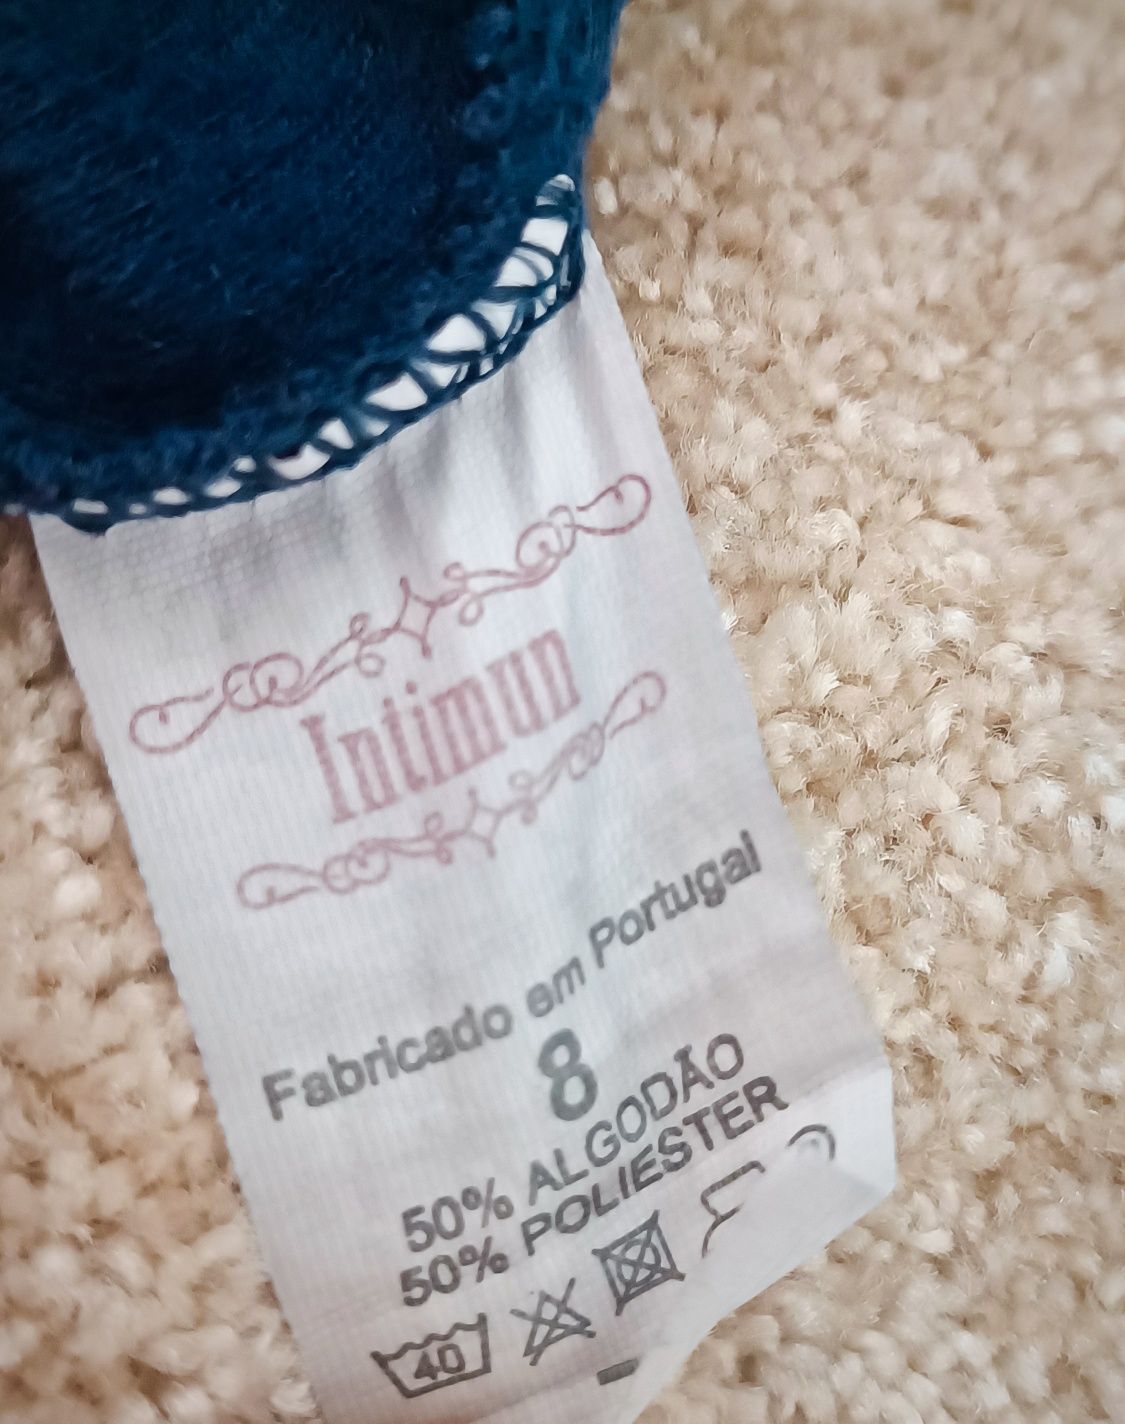 Intimun
Fabricado em Portugal
8
50% ALGODÃO
50% POLIESTER
40